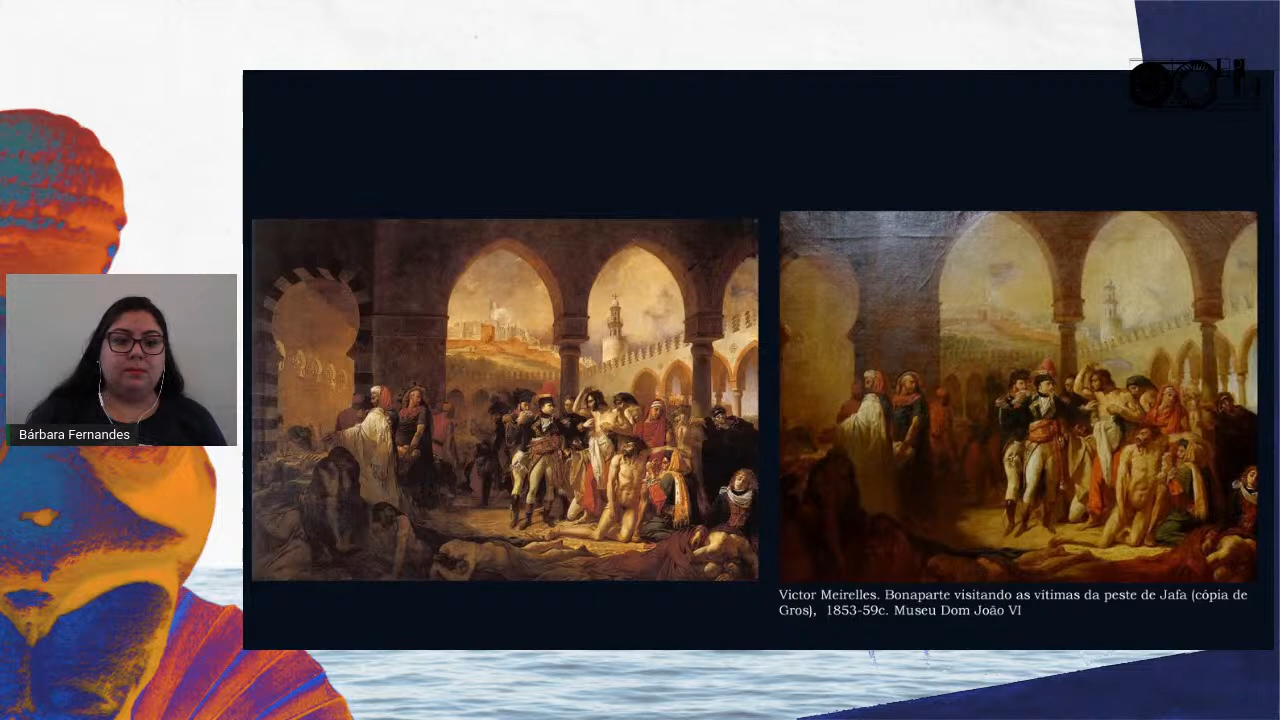 Bárbara Fernandes
Victor Meirelles. Bonaparte visitando as vítimas da peste de Jafa (cópia de
Gros),  1853-59c. Museu Dom João VI